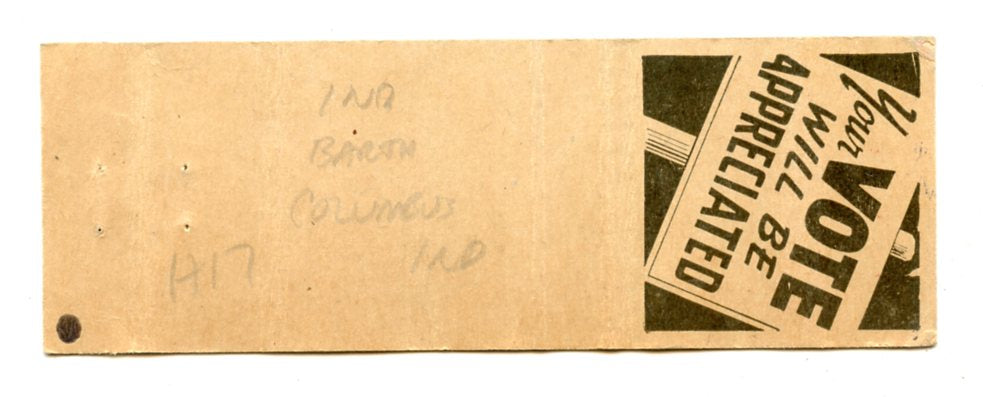 IND
BARTH
COLUMBUS
IND
H17
Your
VOTE
WILL BE
APPRECIATED